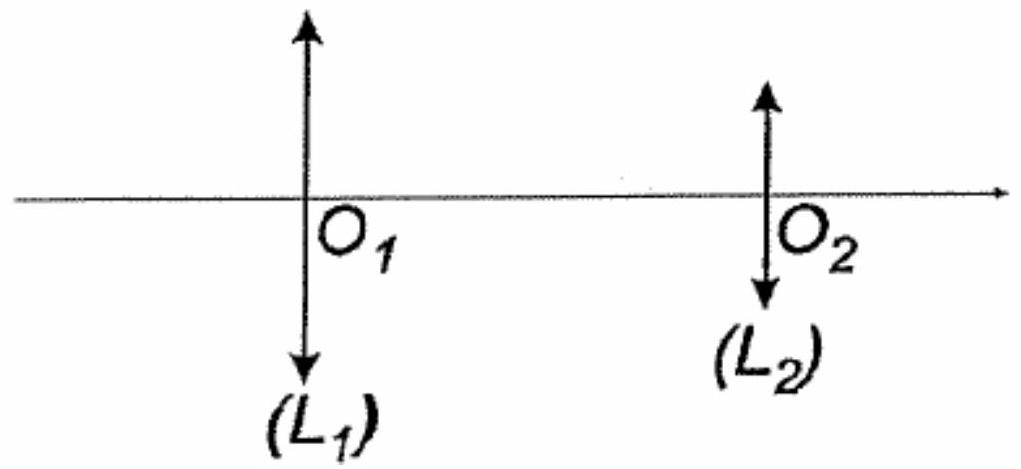 O₁ O₂
(L₁)
(L₂)